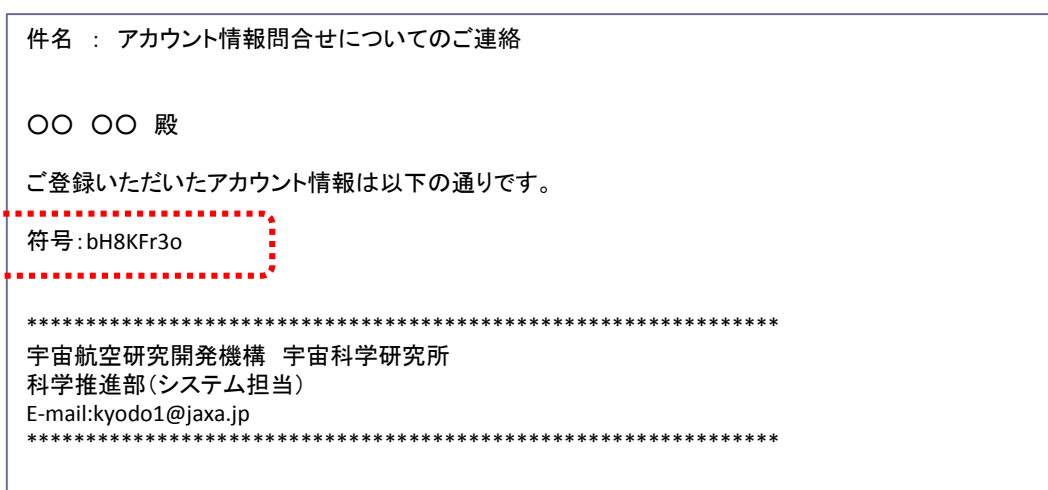 件名　：　アカウント情報問合せについてのご連絡
〇〇　〇〇　殿
ご登録いただいたアカウント情報は以下の通りです。
符号：bH8KFr3o
***************************************************************
宇宙航空研究開発機構　宇宙科学研究所
科学推進部（システム担当）
E-mail:kyodo1@jaxa.jp
***************************************************************